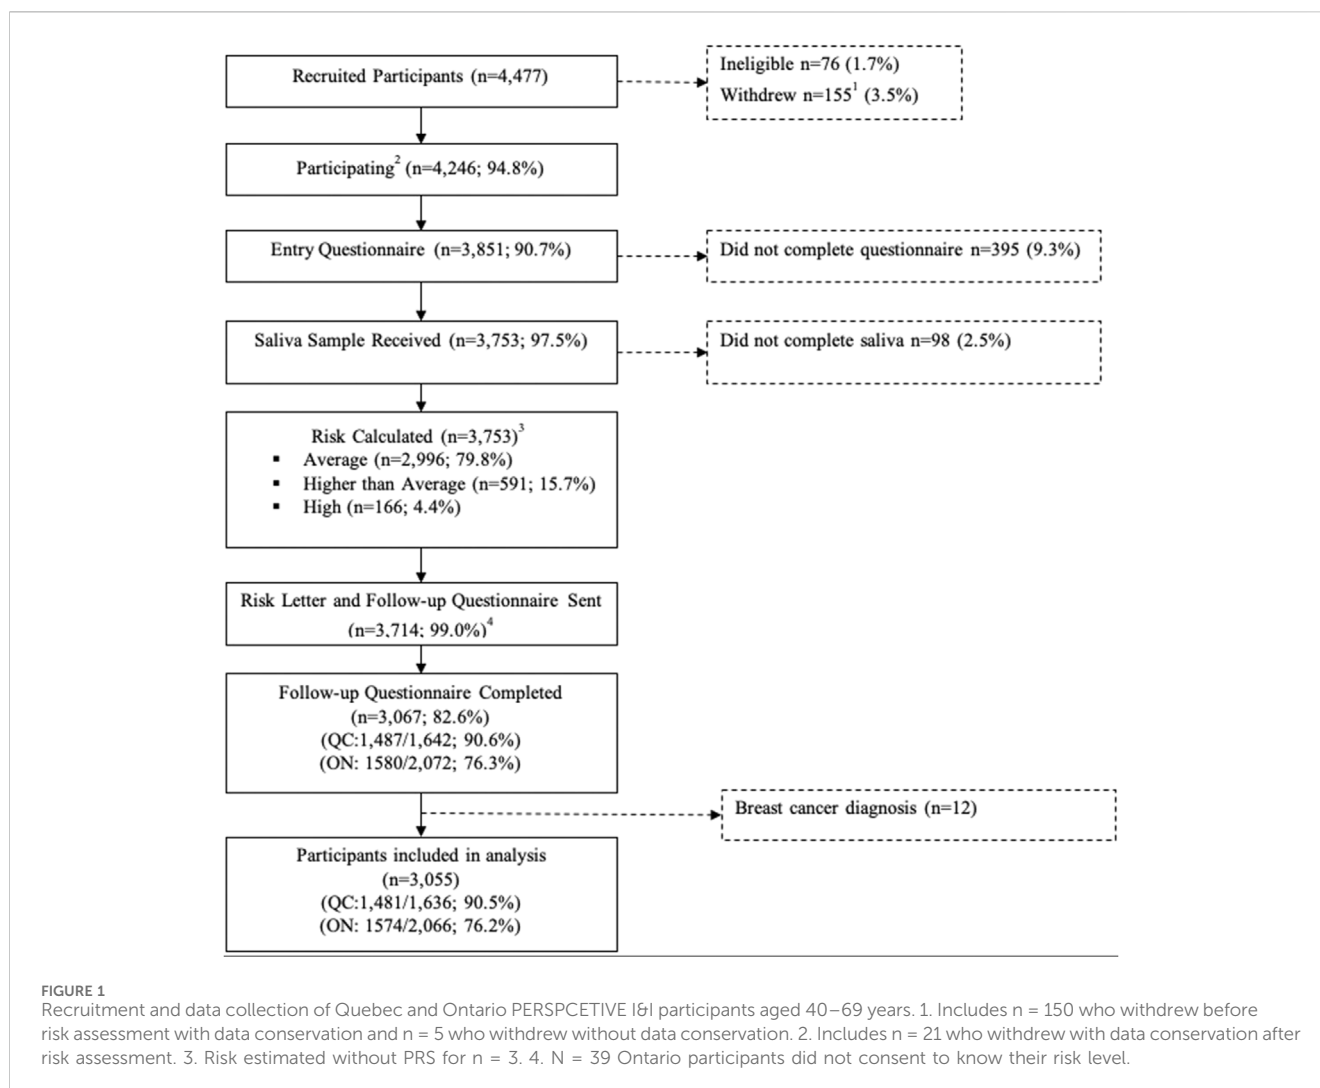 Recruited Participants (n=4,477)
Ineligible n=76 (1.7%)
Withdrew n=155¹ (3.5%)
Participating² (n=4,246; 94.8%)
Entry Questionnaire (n=3,851; 90.7%)
Did not complete questionnaire n=395 (9.3%)
Saliva Sample Received (n=3,753; 97.5%)
Did not complete saliva n=98 (2.5%)
Risk Calculated (n=3,753)³
▪ Average (n=2,996; 79.8%)
▪ Higher than Average (n=591; 15.7%)
▪ High (n=166; 4.4%)
Risk Letter and Follow-up Questionnaire Sent
(n=3,714; 99.0%)⁴
Follow-up Questionnaire Completed
(n=3,067; 82.6%)
(QC:1,487/1,642; 90.6%)
(ON: 1580/2,072; 76.3%)
Breast cancer diagnosis (n=12)
Participants included in analysis
(n=3,055)
(QC:1,481/1,636; 90.5%)
(ON: 1574/2,066; 76.2%)
FIGURE 1
Recruitment and data collection of Quebec and Ontario PERSPCETIVE I&I participants aged 40–69 years. 1. Includes n = 150 who withdrew before
risk assessment with data conservation and n = 5 who withdrew without data conservation. 2. Includes n = 21 who withdrew with data conservation after
risk assessment. 3. Risk estimated without PRS for n = 3. 4. N = 39 Ontario participants did not consent to know their risk level.